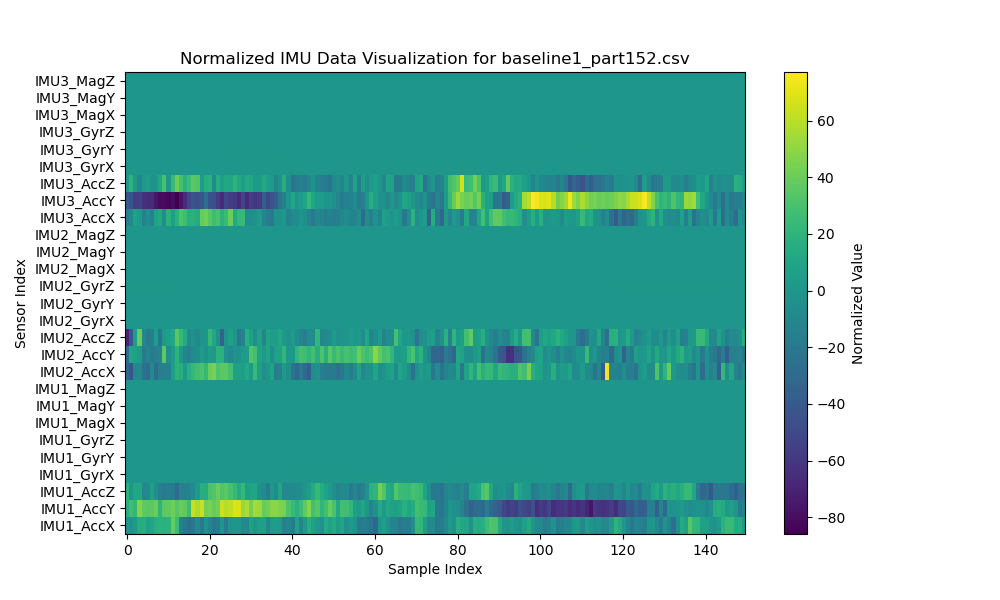 Normalized IMU Data Visualization for baseline1_part152.csv
IMU3_MagZ
IMU3_MagY
IMU3_MagX
IMU3_GyrZ
IMU3_GyrY
IMU3_GyrX
IMU3_AccZ
IMU3_AccY
IMU3_AccX
IMU2_MagZ
IMU2_MagY
IMU2_MagX
IMU2_GyrZ
IMU2_GyrY
IMU2_GyrX
IMU2_AccZ
IMU2_AccY
IMU2_AccX
IMU1_MagZ
IMU1_MagY
IMU1_MagX
IMU1_GyrZ
IMU1_GyrY
IMU1_GyrX
IMU1_AccZ
IMU1_AccY
IMU1_AccX
Sensor Index
0 20 40 60 80 100 120 140
Sample Index
60
40
20
0
−20
−40
−60
−80
Normalized Value